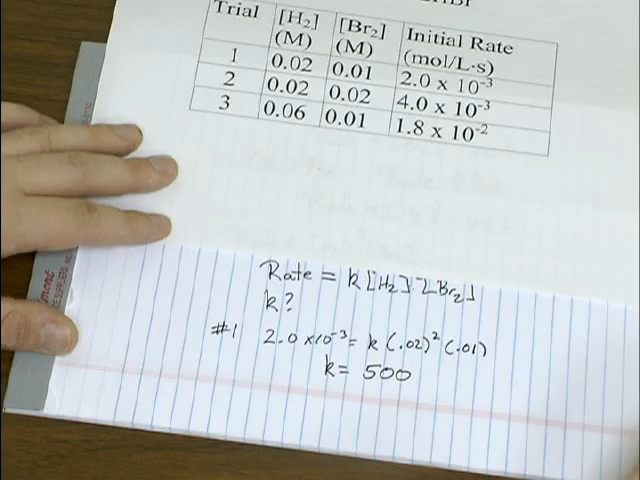 Trial [H₂] (M) [Br₂] (M) Initial Rate (mol/L·s)
1 0.02 0.01 2.0 x 10⁻³
2 0.02 0.02 4.0 x 10⁻³
3 0.06 0.01 1.8 x 10⁻²
Rate = k[H₂][Br₂]
k?
#1 2.0 x10⁻³ = k (.02)² (.01)
k = 500